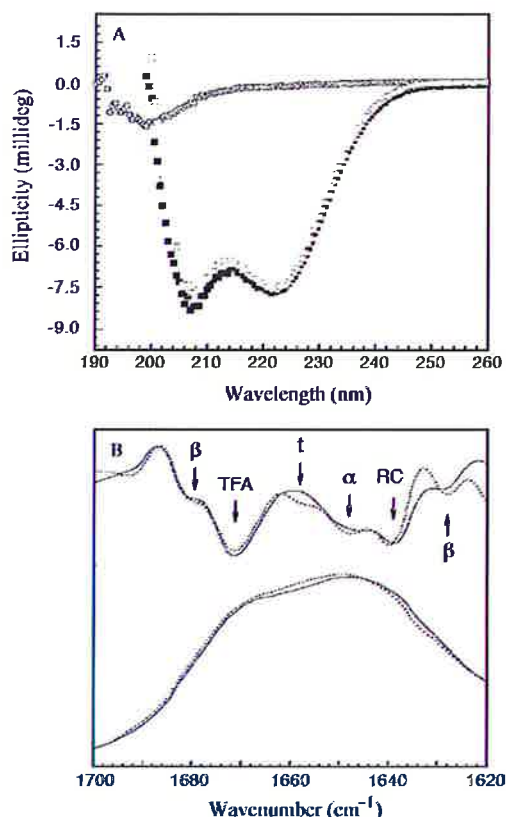 A
1.5
0.0
-1.5
-3.0
-4.5
-6.0
-7.5
-9.0
Ellipticity (millideg)
190 200 210 220 230 240 250 260
Wavelength (nm)
B
β
TFA
t
α
RC
β
1700 1680 1660 1640 1620
Wavenumber (cm⁻¹)